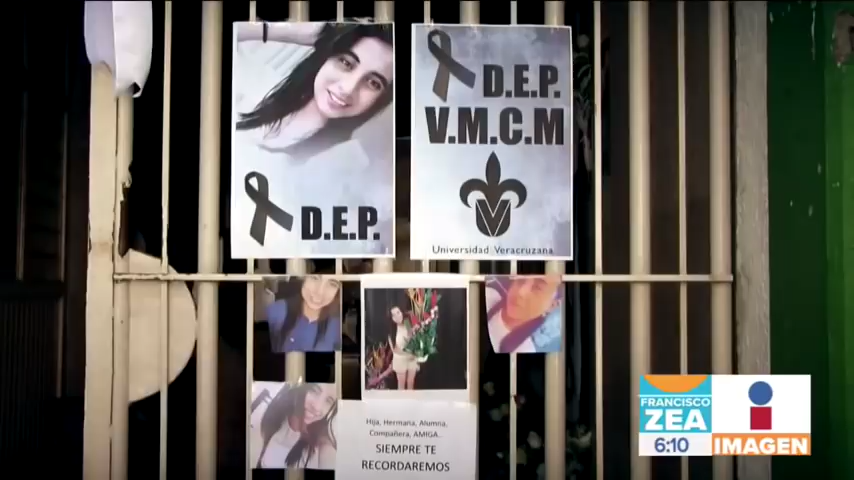 D.E.P.
D.E.P.
V.M.C.M
Universidad Veracruzana
Hija, Hermana, Alumna,
Compañera, AMIGA...
SIEMPRE TE
RECORDAREMOS
FRANCISCO
ZEA
6:10
IMAGEN